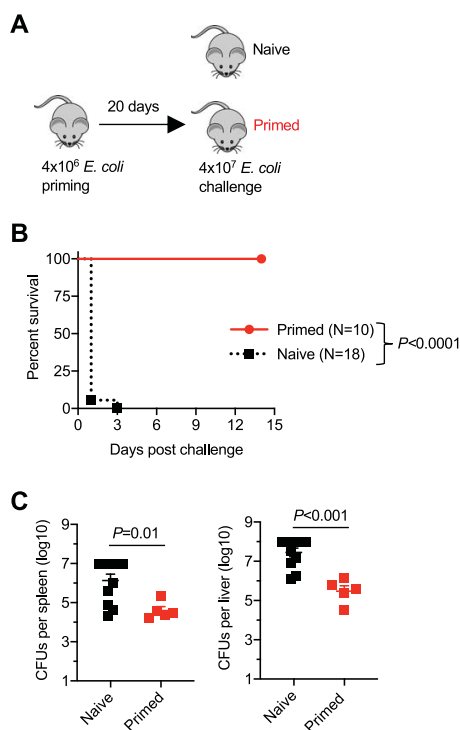 A
Naive
20 days
Primed
4x10⁶ E. coli
priming
4x10⁷ E. coli
challenge
B
Percent survival
100
75
50
25
0
0 3 6 9 12 15
Days post challenge
Primed (N=10)
Naive (N=18)
P<0.0001
C
CFUs per spleen (log10)
9
7
5
3
1
P=0.01
Naive
Primed
CFUs per liver (log10)
9
7
5
3
1
P<0.001
Naive
Primed